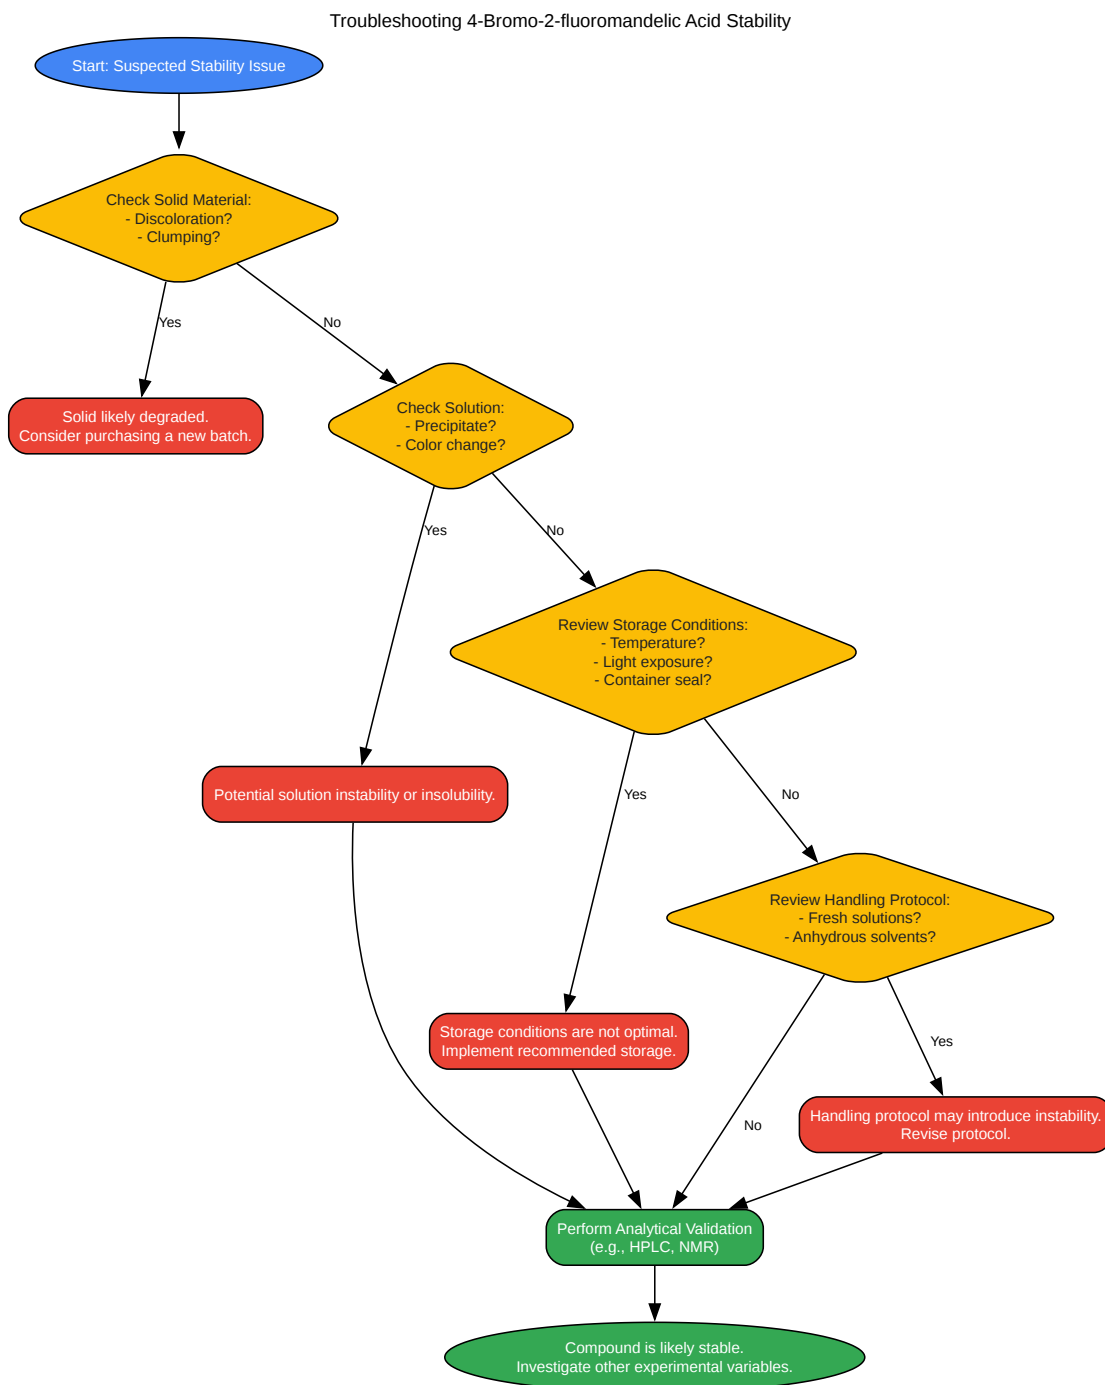 Troubleshooting 4-Bromo-2-fluoromandelic Acid Stability
Start: Suspected Stability Issue
Check Solid Material:
- Discoloration?
- Clumping?
Yes
No
Solid likely degraded.
Consider purchasing a new batch.
Check Solution:
- Precipitate?
- Color change?
Yes
No
Review Storage Conditions:
- Temperature?
- Light exposure?
- Container seal?
Potential solution instability or insolubility.
Yes
No
Review Handling Protocol:
- Fresh solutions?
- Anhydrous solvents?
Storage conditions are not optimal.
Implement recommended storage.
Yes
No
Handling protocol may introduce instability.
Revise protocol.
Perform Analytical Validation
(e.g., HPLC, NMR)
Compound is likely stable.
Investigate other experimental variables.